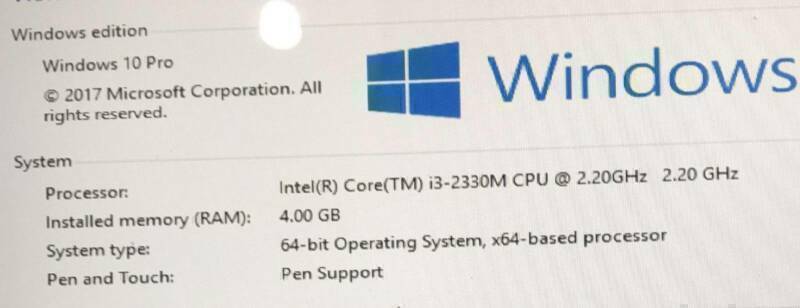 Windows edition
Windows 10 Pro
© 2017 Microsoft Corporation. All
rights reserved.
Windows
System
Processor: Intel(R) Core(TM) i3-2330M CPU @ 2.20GHz 2.20 GHz
Installed memory (RAM): 4.00 GB
System type: 64-bit Operating System, x64-based processor
Pen and Touch: Pen Support